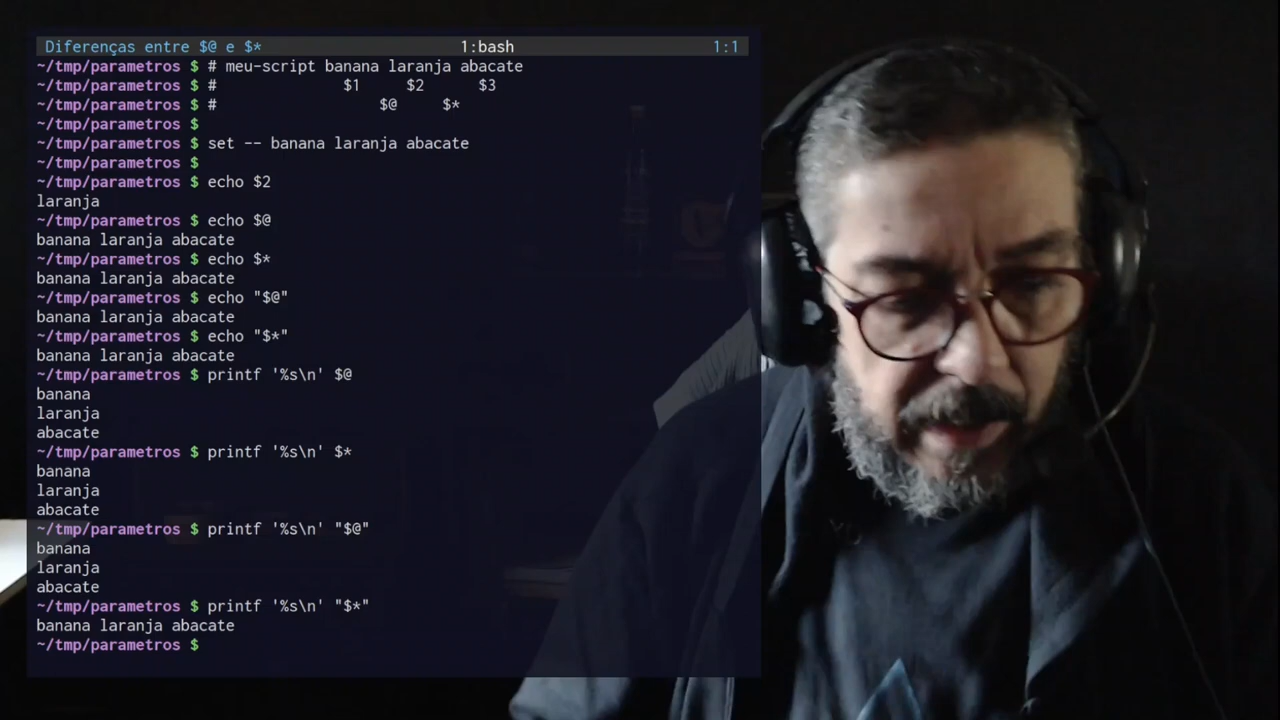 Diferenças entre $@ e $* 1:bash 1:1
~/tmp/parametros $ # meu-script banana laranja abacate
~/tmp/parametros $ #              $1     $2      $3
~/tmp/parametros $ #                  $@     $*
~/tmp/parametros $
~/tmp/parametros $ set -- banana laranja abacate
~/tmp/parametros $
~/tmp/parametros $ echo $2
laranja
~/tmp/parametros $ echo $@
banana laranja abacate
~/tmp/parametros $ echo $*
banana laranja abacate
~/tmp/parametros $ echo "$@"
banana laranja abacate
~/tmp/parametros $ echo "$*"
banana laranja abacate
~/tmp/parametros $ printf '%s\n' $@
banana
laranja
abacate
~/tmp/parametros $ printf '%s\n' $*
banana
laranja
abacate
~/tmp/parametros $ printf '%s\n' "$@"
banana
laranja
abacate
~/tmp/parametros $ printf '%s\n' "$*"
banana laranja abacate
~/tmp/parametros $